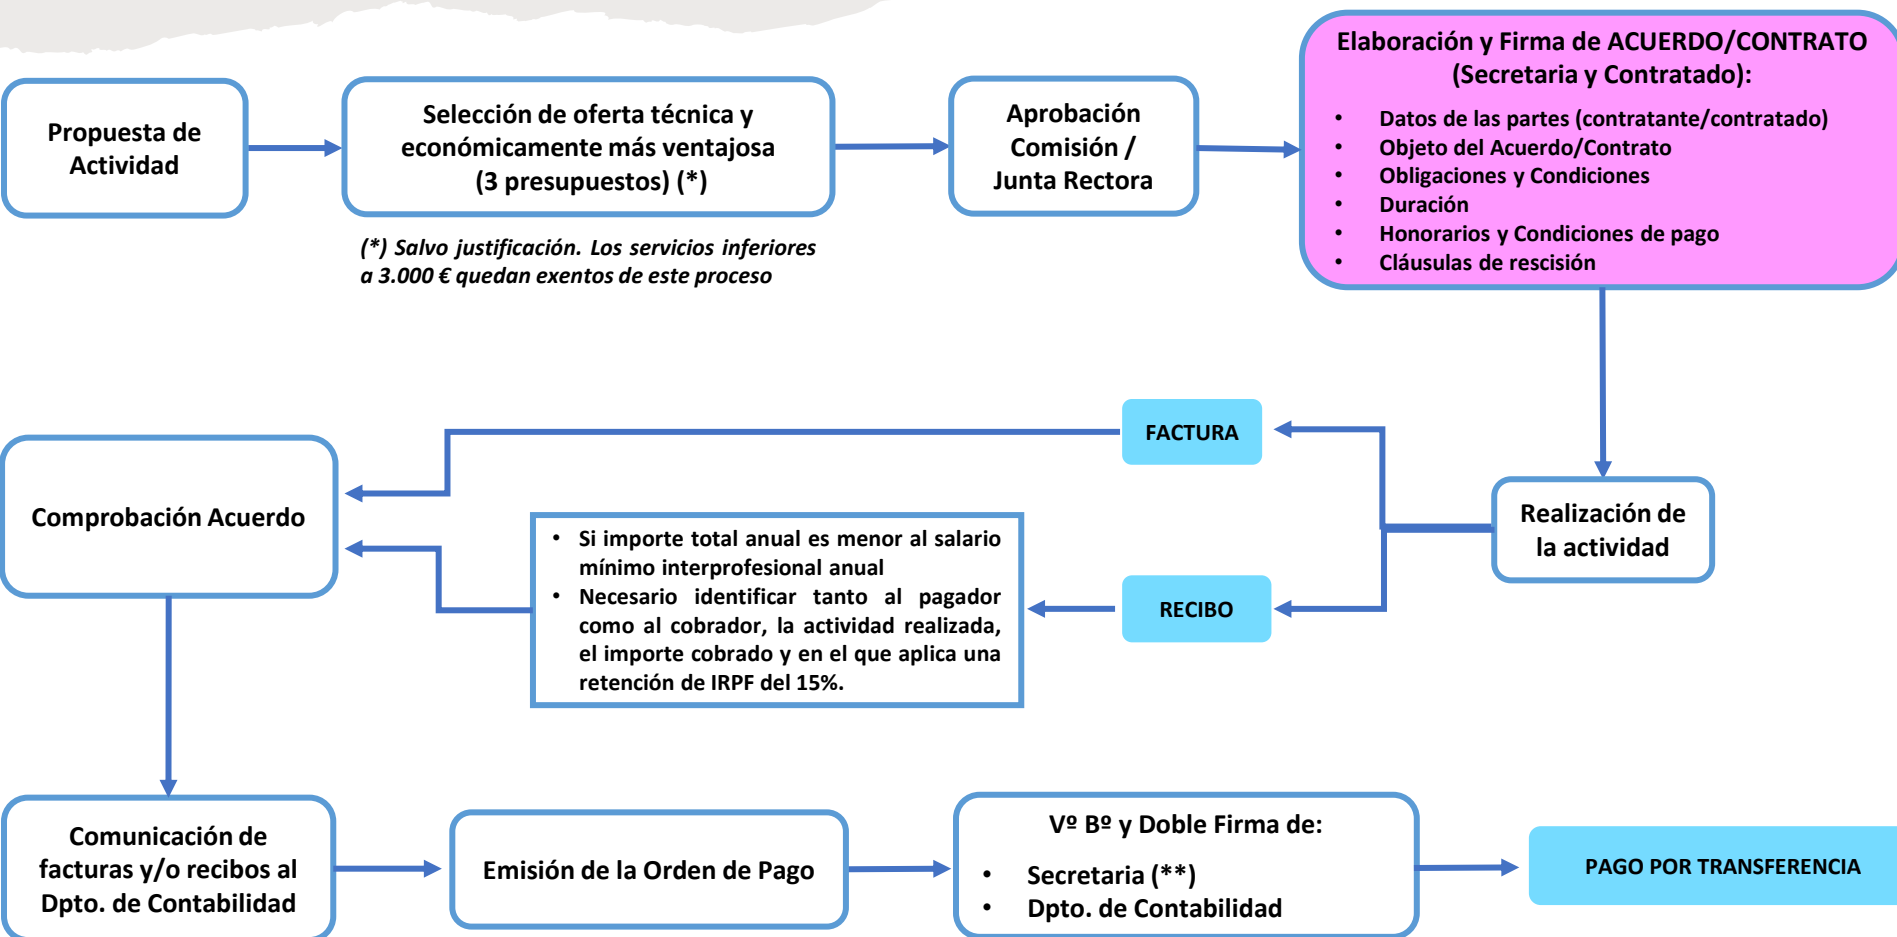 Propuesta de
Actividad
Selección de oferta técnica y
económicamente más ventajosa
(3 presupuestos) (*)
(*) Salvo justificación. Los servicios inferiores
a 3.000 € quedan exentos de este proceso
Aprobación
Comisión /
Junta Rectora
Elaboración y Firma de ACUERDO/CONTRATO
(Secretaria y Contratado):
• Datos de las partes (contratante/contratado)
• Objeto del Acuerdo/Contrato
• Obligaciones y Condiciones
• Duración
• Honorarios y Condiciones de pago
• Cláusulas de rescisión
Realización de
la actividad
FACTURA
RECIBO
• Si importe total anual es menor al salario
mínimo interprofesional anual
• Necesario identificar tanto al pagador
como al cobrador, la actividad realizada,
el importe cobrado y en el que aplica una
retención de IRPF del 15%.
Comprobación Acuerdo
Comunicación de
facturas y/o recibos al
Dpto. de Contabilidad
Emisión de la Orden de Pago
Vº Bº y Doble Firma de:
• Secretaria (**)
• Dpto. de Contabilidad
PAGO POR TRANSFERENCIA